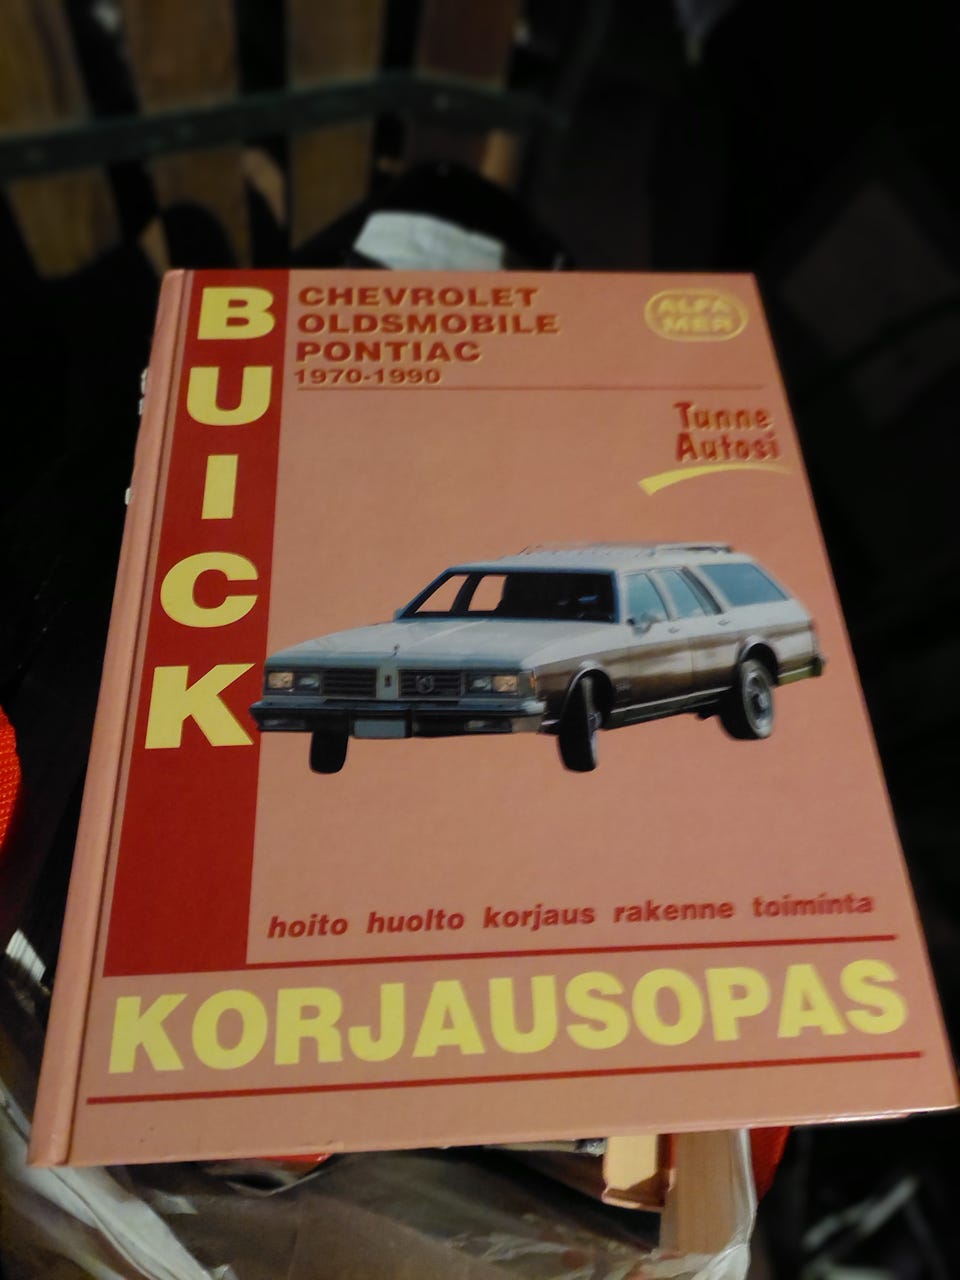 BUICK
CHEVROLET
OLDSMOBILE
PONTIAC
1970-1990
ALFA
MER
Tunne
Autosi
hoito huolto korjaus rakenne toiminta
KORJAUSOPAS